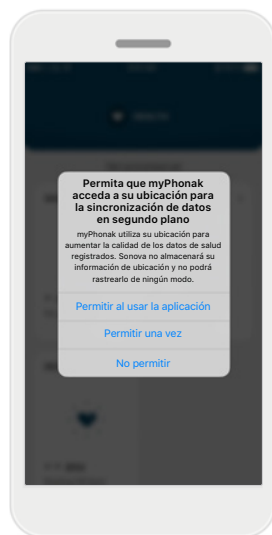 Permita que myPhonak
acceda a su ubicación para
la sincronización de datos
en segundo plano
myPhonak utiliza su ubicación para
aumentar la calidad de los datos de salud
registrados. Sonova no almacenará su
información de ubicación y no podrá
rastrearlo de ningún modo.
Permitir al usar la aplicación
Permitir una vez
No permitir